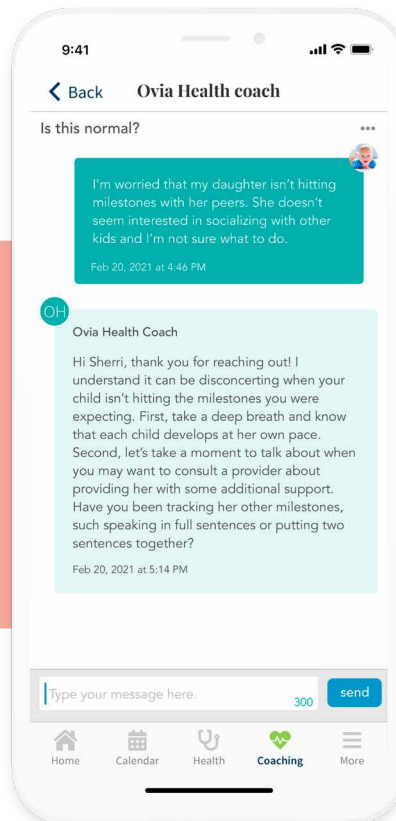 9:41
Back Ovia Health coach
Is this normal?
I'm worried that my daughter isn't hitting
milestones with her peers. She doesn't
seem interested in socializing with other
kids and I'm not sure what to do.
Feb 20, 2021 at 4:46 PM
OH
Ovia Health Coach
Hi Sherri, thank you for reaching out! I
understand it can be disconcerting when your
child isn't hitting the milestones you were
expecting. First, take a deep breath and know
that each child develops at her own pace.
Second, let's take a moment to talk about when
you may want to consult a provider about
providing her with some additional support.
Have you been tracking her other milestones,
such speaking in full sentences or putting two
sentences together?
Feb 20, 2021 at 5:14 PM
Type your message here. 300 send
Home Calendar Health Coaching More